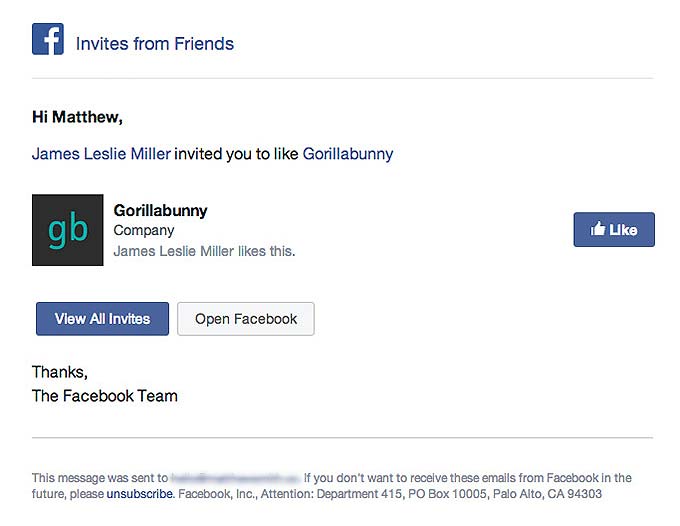 f Invites from Friends
Hi Matthew,
James Leslie Miller invited you to like Gorillabunny
gb
Gorillabunny
Company
James Leslie Miller likes this.
Like
View All Invites Open Facebook
Thanks,
The Facebook Team
This message was sent to . If you don't want to receive these emails from Facebook in the
future, please unsubscribe. Facebook, Inc., Attention: Department 415, PO Box 10005, Palo Alto, CA 94303